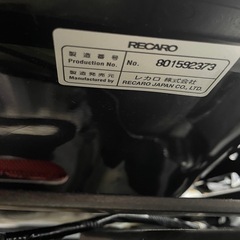 RECARO
製造番号
Production No. No. 801592373
製造発売元 レカロ株式会社
Manufactured by RECARO JAPAN CO., LTD.